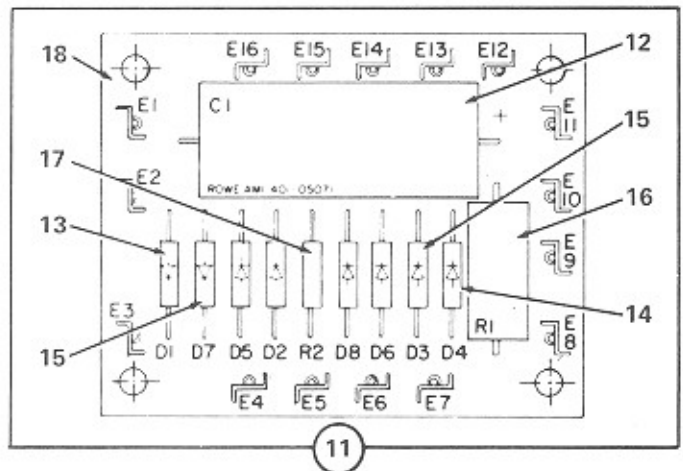 18
E16 E15 E14 E13 E12
12
E1
C1
+
E 11
15
17
E2
ROWE AMI 40-05071
E 10
16
13
E 9
E3
R1
E 8
14
15
D1 D7 D5 D2 R2 D8 D6 D3 D4
E4 E5 E6 E7
11